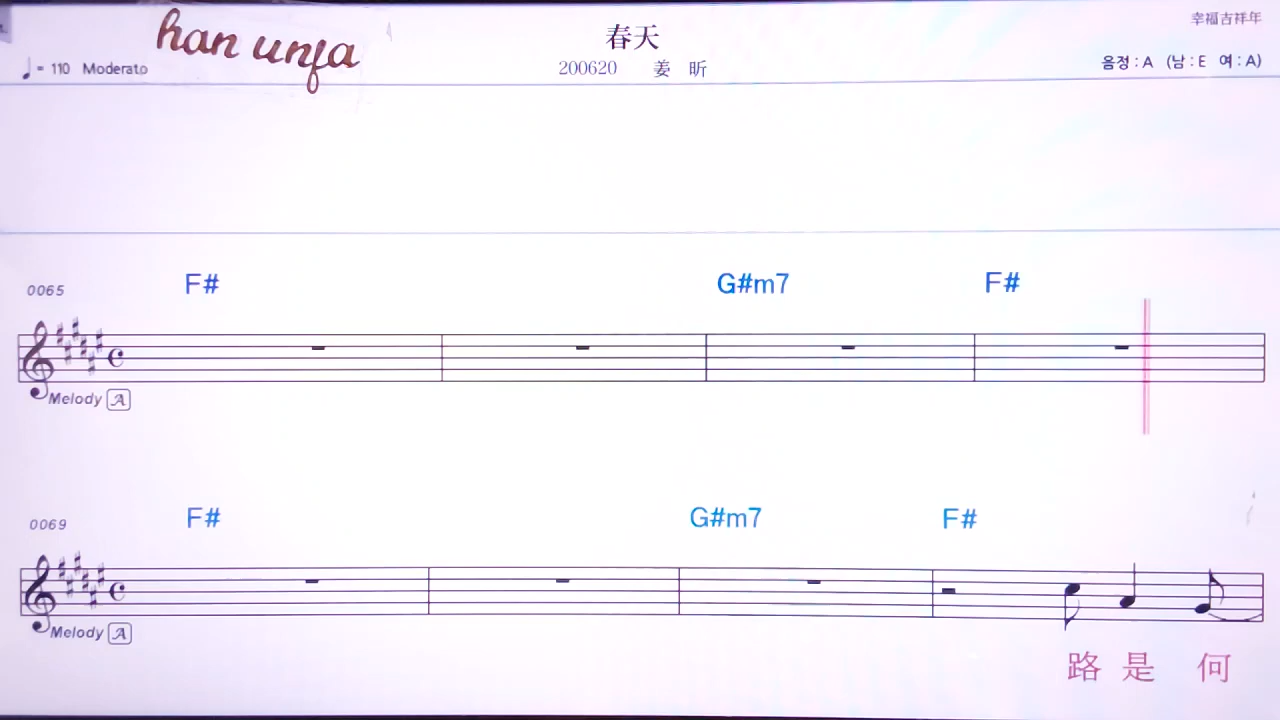 han unfa
春天
幸福吉祥年
♩= 110 Moderato
200620 姜 昕
음정 : A (남 : E 여 : A)
0065 F# G#m7 F#
Melody A
0069 F# G#m7 F#
Melody A
路 是 何